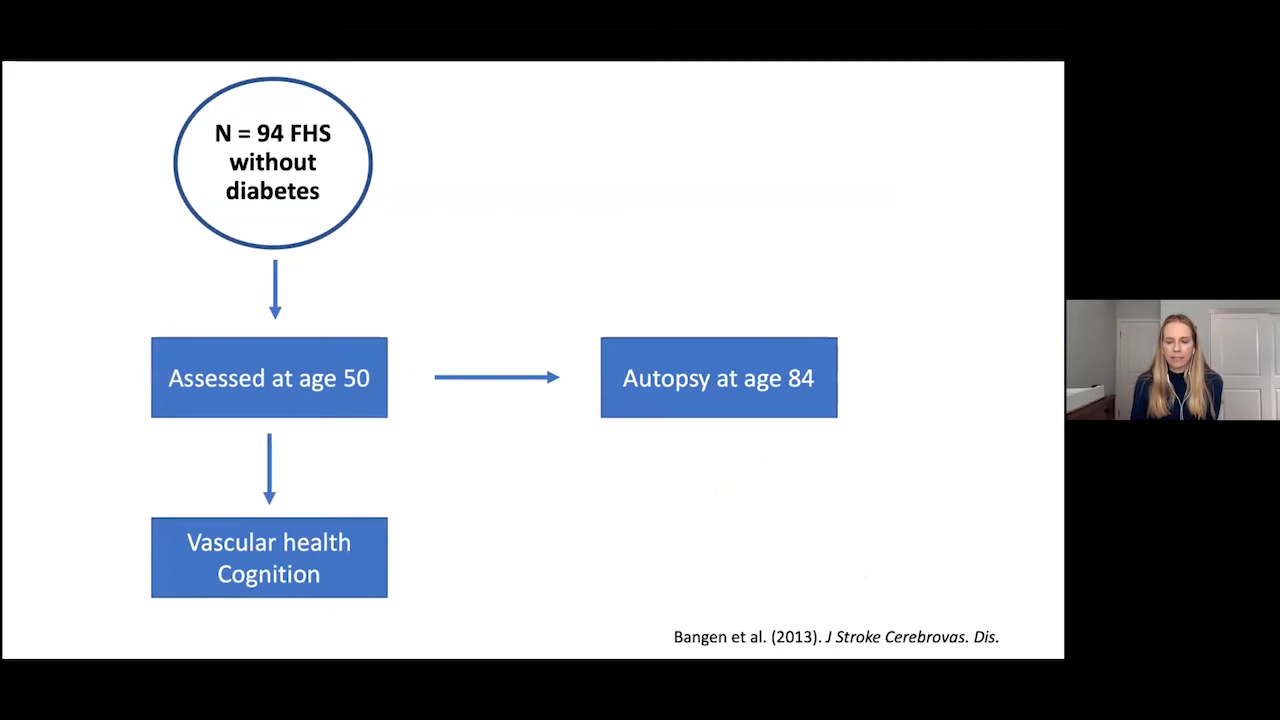 N = 94 FHS
without
diabetes
Assessed at age 50
Autopsy at age 84
Vascular health
Cognition
Bangen et al. (2013). J Stroke Cerebrovas. Dis.